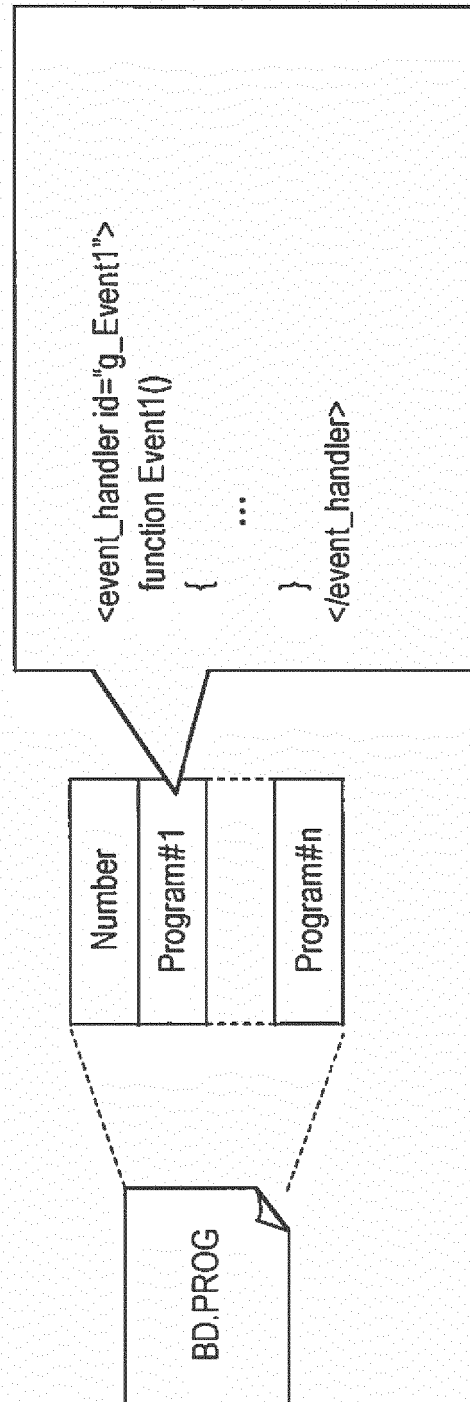 BD.PROG
Number
Program#1
Program#n
<event_handler id="g_Event1">
function Event1()
{
...
}
</event_handler>